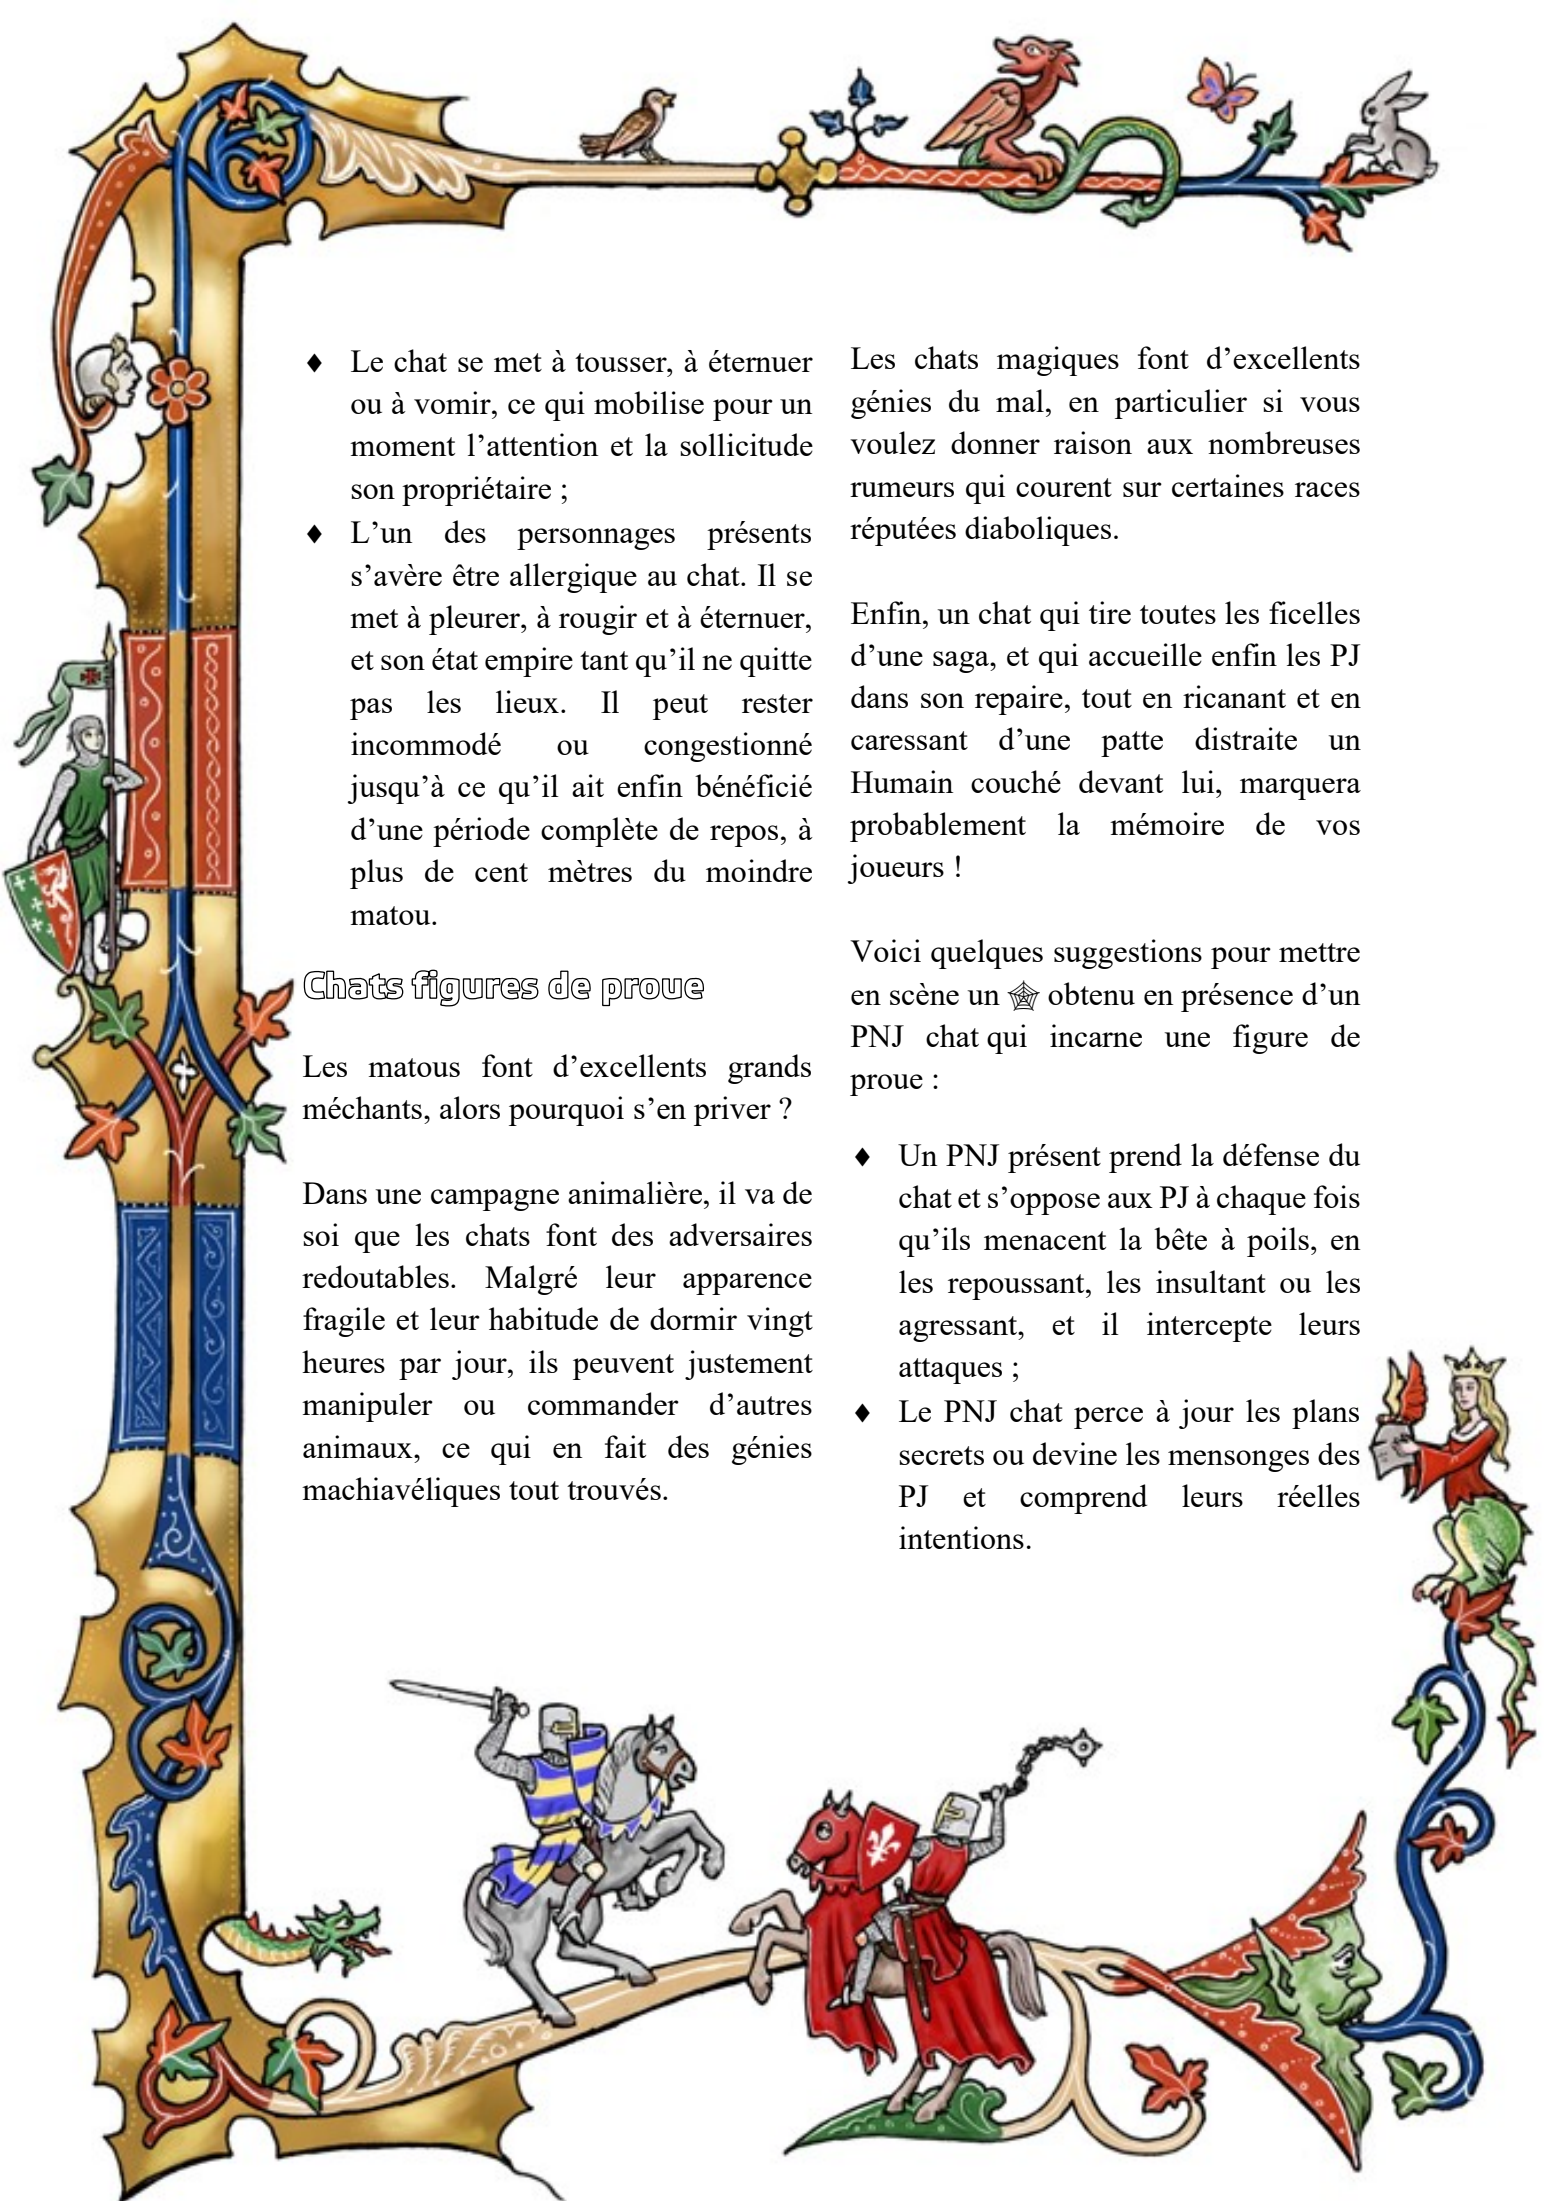 ♦ Le chat se met à tousser, à éternuer
ou à vomir, ce qui mobilise pour un
moment l’attention et la sollicitude
son propriétaire ;
♦ L’un des personnages présents
s’avère être allergique au chat. Il se
met à pleurer, à rougir et à éternuer,
et son état empire tant qu’il ne quitte
pas les lieux. Il peut rester
incommodé ou congestionné
jusqu’à ce qu’il ait enfin bénéficié
d’une période complète de repos, à
plus de cent mètres du moindre
matou.
Chats figures de proue
Les matous font d’excellents grands
méchants, alors pourquoi s’en priver ?
Dans une campagne animalière, il va de
soi que les chats font des adversaires
redoutables. Malgré leur apparence
fragile et leur habitude de dormir vingt
heures par jour, ils peuvent justement
manipuler ou commander d’autres
animaux, ce qui en fait des génies
machiavéliques tout trouvés.
Les chats magiques font d’excellents
génies du mal, en particulier si vous
voulez donner raison aux nombreuses
rumeurs qui courent sur certaines races
réputées diaboliques.
Enfin, un chat qui tire toutes les ficelles
d’une saga, et qui accueille enfin les PJ
dans son repaire, tout en ricanant et en
caressant d’une patte distraite un
Humain couché devant lui, marquera
probablement la mémoire de vos
joueurs !
Voici quelques suggestions pour mettre
en scène un 🕸 obtenu en présence d’un
PNJ chat qui incarne une figure de
proue :
♦ Un PNJ présent prend la défense du
chat et s’oppose aux PJ à chaque fois
qu’ils menacent la bête à poils, en
les repoussant, les insultant ou les
agressant, et il intercepte leurs
attaques ;
♦ Le PNJ chat perce à jour les plans
secrets ou devine les mensonges des
PJ et comprend leurs réelles
intentions.